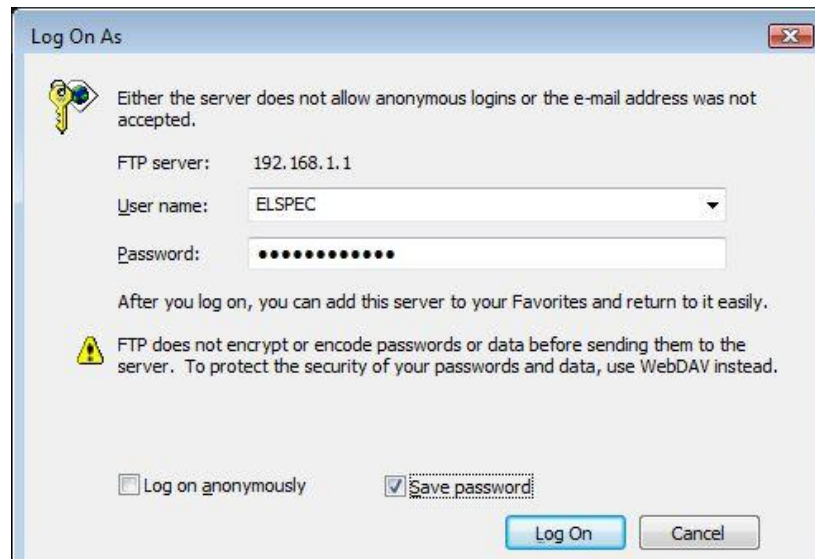 Log On As
Either the server does not allow anonymous logins or the e-mail address was not
accepted.
FTP server: 192.168.1.1
User name: ELSPEC
Password: ••••••••••••
After you log on, you can add this server to your Favorites and return to it easily.
FTP does not encrypt or encode passwords or data before sending them to the
server. To protect the security of your passwords and data, use WebDAV instead.
Log on anonymously Save password
Log On Cancel